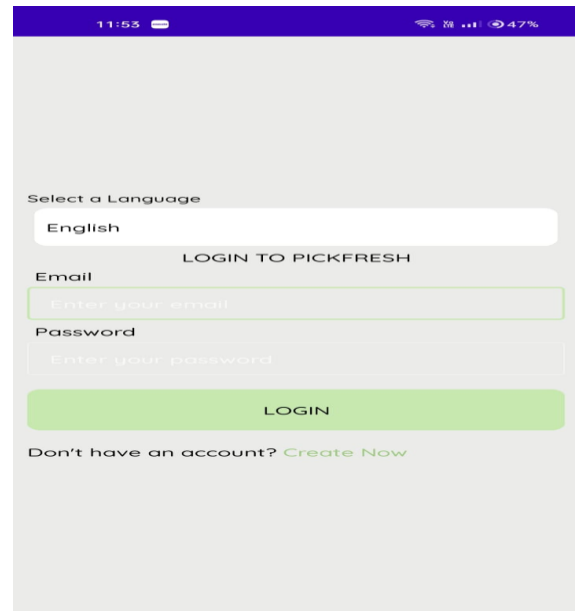 11:53
47%
Select a Language
English
LOGIN TO PICKFRESH
Email
Enter your email
Password
Enter your password
LOGIN
Don't have an account? Create Now